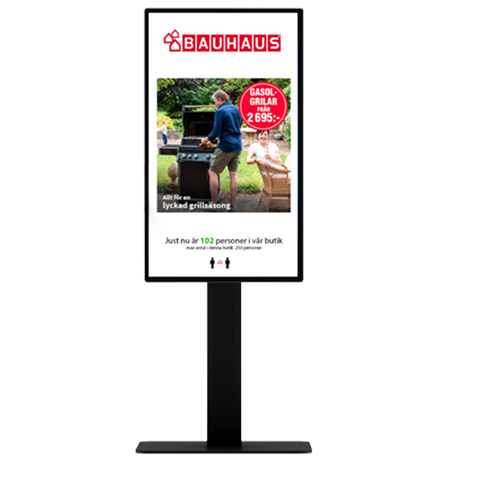 BAUHAUS
GASOL-
GRILAR
FRÅN
2 695:-
Allt för en
lyckad grillsäsong
Just nu är 102 personer i vår butik
max antal i denna butik: 250 personer